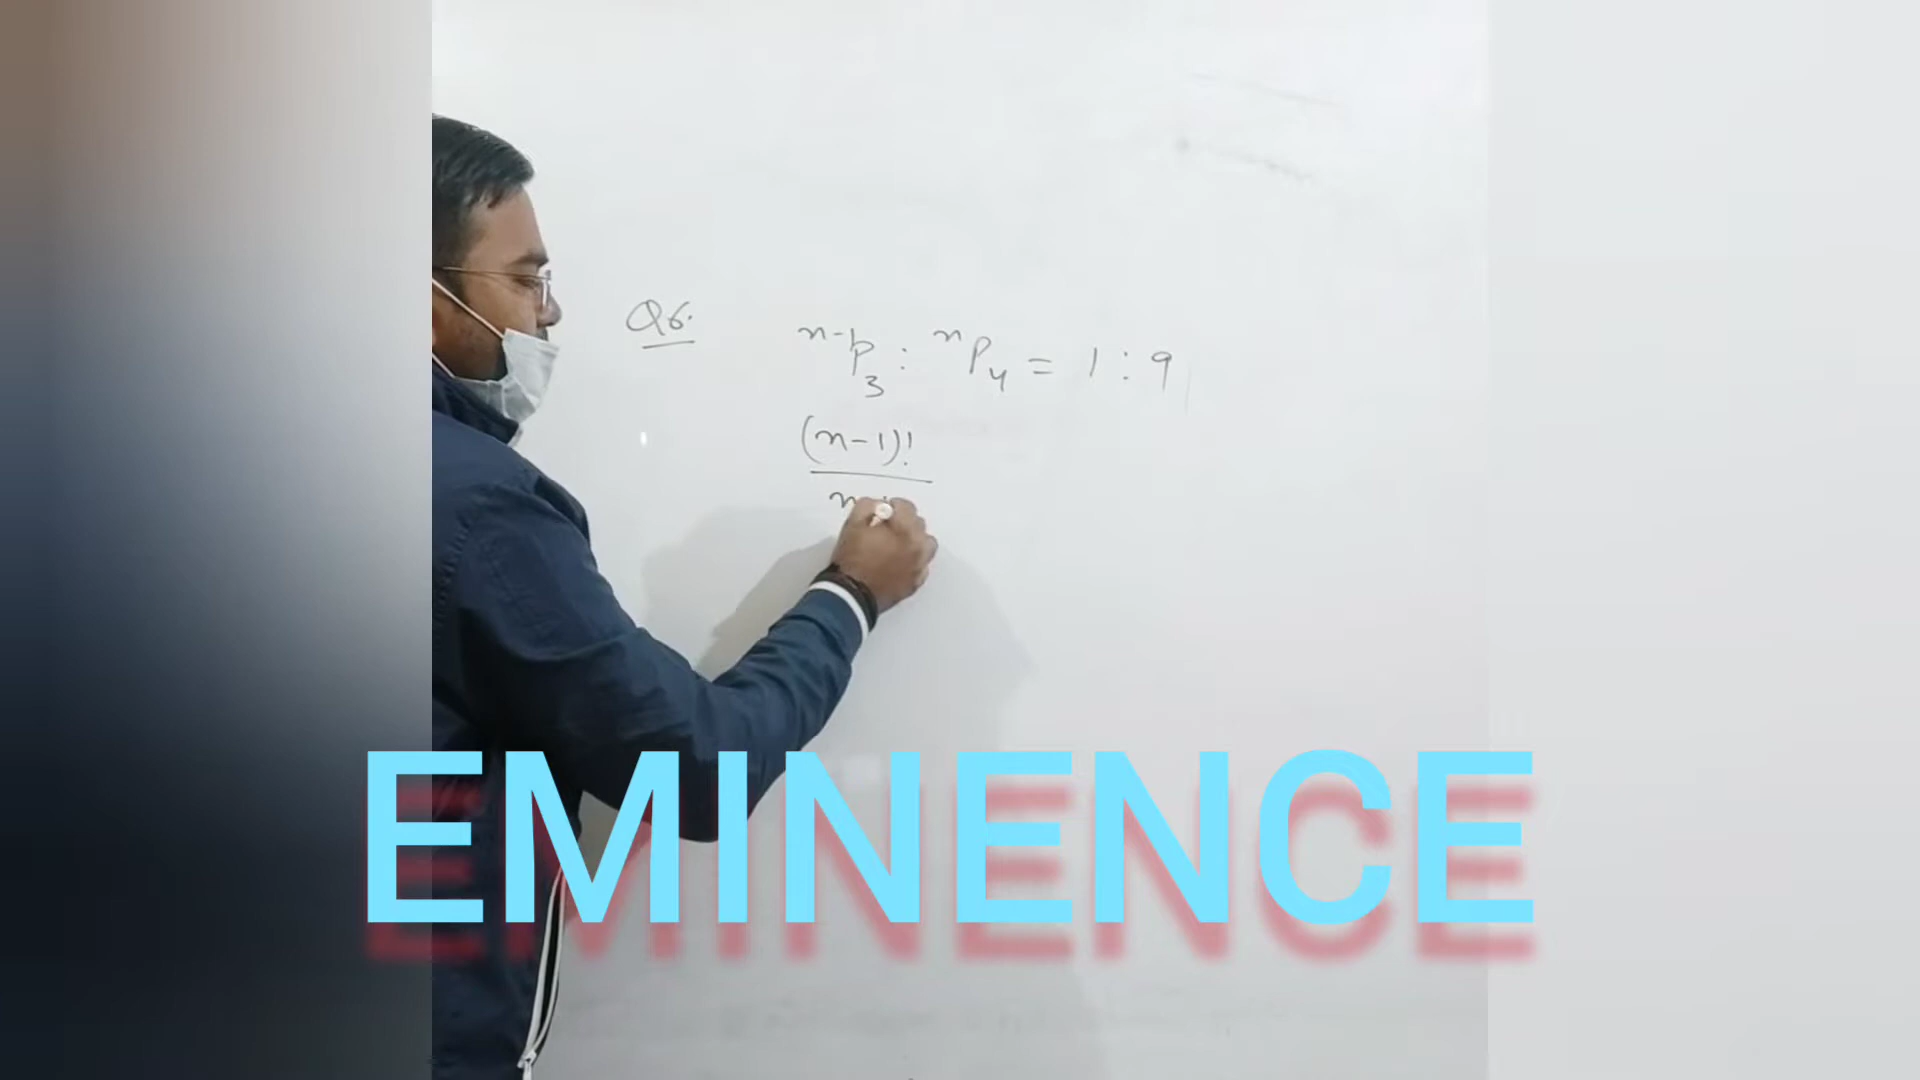 Q6.
ⁿ⁻¹P₃ : ⁿP₄ = 1 : 9
(n-1)!
n-
EMINENCE